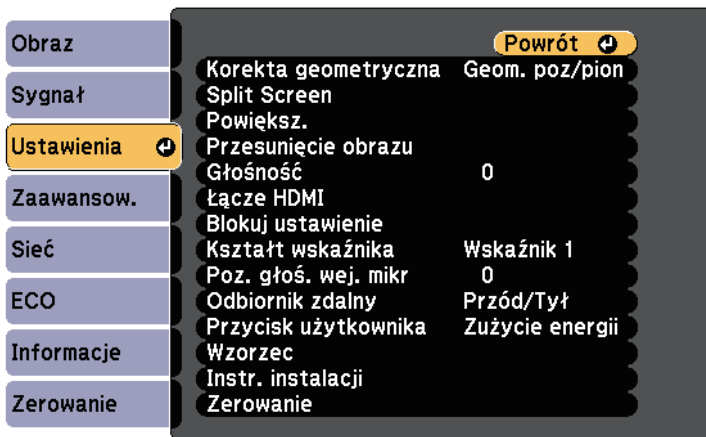 Obraz
Sygnał
Ustawienia
Zaawansow.
Sieć
ECO
Informacje
Zerowanie
Powrót
Korekta geometryczna Geom. poz/pion
Split Screen
Powiększ.
Przesunięcie obrazu
Głośność 0
Łącze HDMI
Blokuj ustawienie
Kształt wskaźnika Wskaźnik 1
Poz. głoś. wej. mikr 0
Odbiornik zdalny Przód/Tył
Przycisk użytkownika Zużycie energii
Wzorzec
Instr. instalacji
Zerowanie